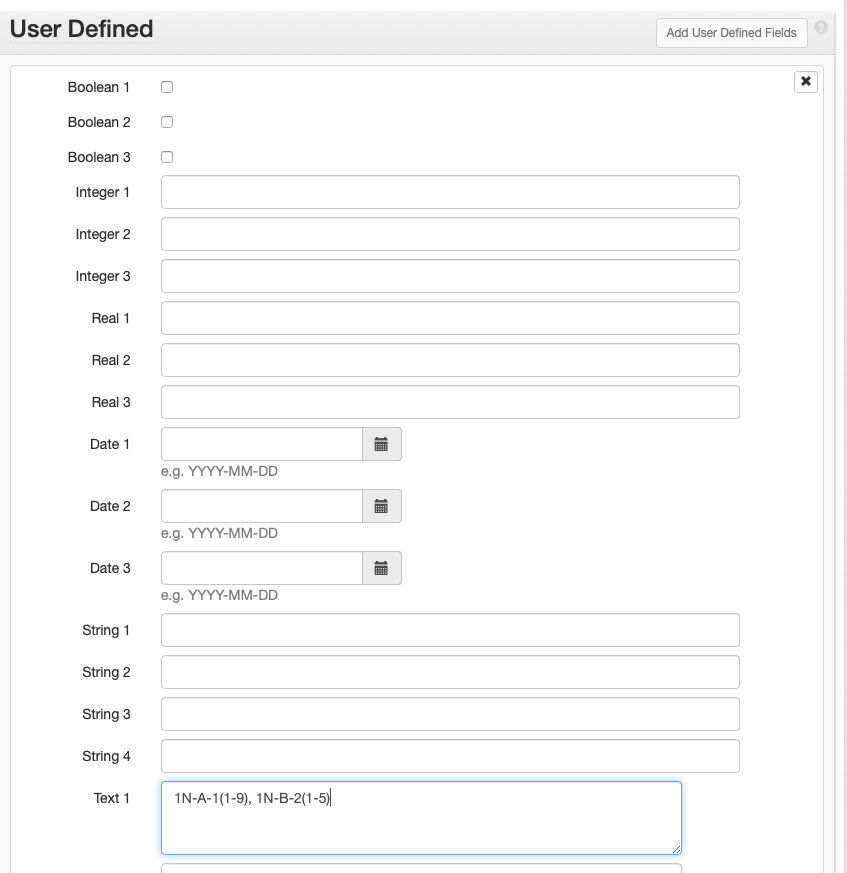 User Defined
Add User Defined Fields
Boolean 1
Boolean 2
Boolean 3
Integer 1
Integer 2
Integer 3
Real 1
Real 2
Real 3
Date 1
e.g. YYYY-MM-DD
Date 2
e.g. YYYY-MM-DD
Date 3
e.g. YYYY-MM-DD
String 1
String 2
String 3
String 4
Text 1
1N-A-1(1-9), 1N-B-2(1-5)